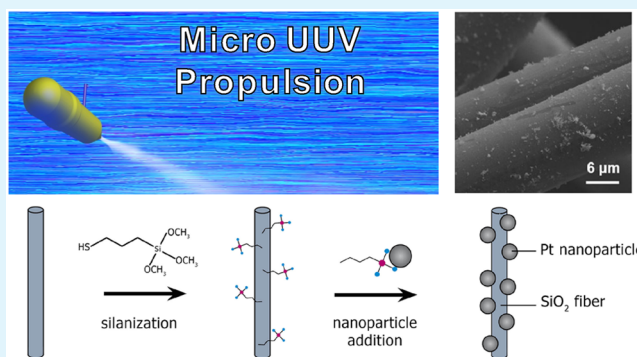 Micro UUV
Propulsion
6 μm
HS
Si
OCH3
OCH3
OCH3
silanization
nanoparticle
addition
Pt nanoparticle
SiO2 fiber